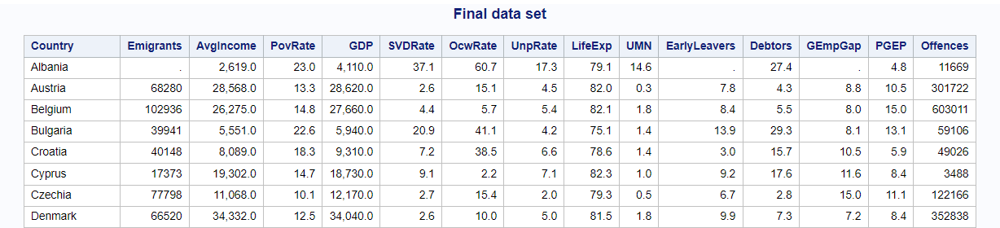 Final data set
Country Emigrants AvgIncome PovRate GDP SVDRate OcwRate UnpRate LifeExp UMN EarlyLeavers Debtors GEmpGap PGEP Offences
Albania . 2,619.0 23.0 4,110.0 37.1 60.7 17.3 79.1 14.6 . 27.4 . 4.8 11669
Austria 68280 28,568.0 13.3 28,620.0 2.6 15.1 4.5 82.0 0.3 7.8 4.3 8.8 10.5 301722
Belgium 102936 26,275.0 14.8 27,660.0 4.4 5.7 5.4 82.1 1.8 8.4 5.5 8.0 15.0 603011
Bulgaria 39941 5,551.0 22.6 5,940.0 20.9 41.1 4.2 75.1 1.4 13.9 29.3 8.1 13.1 59106
Croatia 40148 8,089.0 18.3 9,310.0 7.2 38.5 6.6 78.6 1.4 3.0 15.7 10.5 5.9 49026
Cyprus 17373 19,302.0 14.7 18,730.0 9.1 2.2 7.1 82.3 1.0 9.2 17.6 11.6 8.4 3488
Czechia 77798 11,068.0 10.1 12,170.0 2.7 15.4 2.0 79.3 0.5 6.7 2.8 15.0 11.1 122166
Denmark 66520 34,332.0 12.5 34,040.0 2.6 10.0 5.0 81.5 1.8 9.9 7.3 7.2 8.4 352838